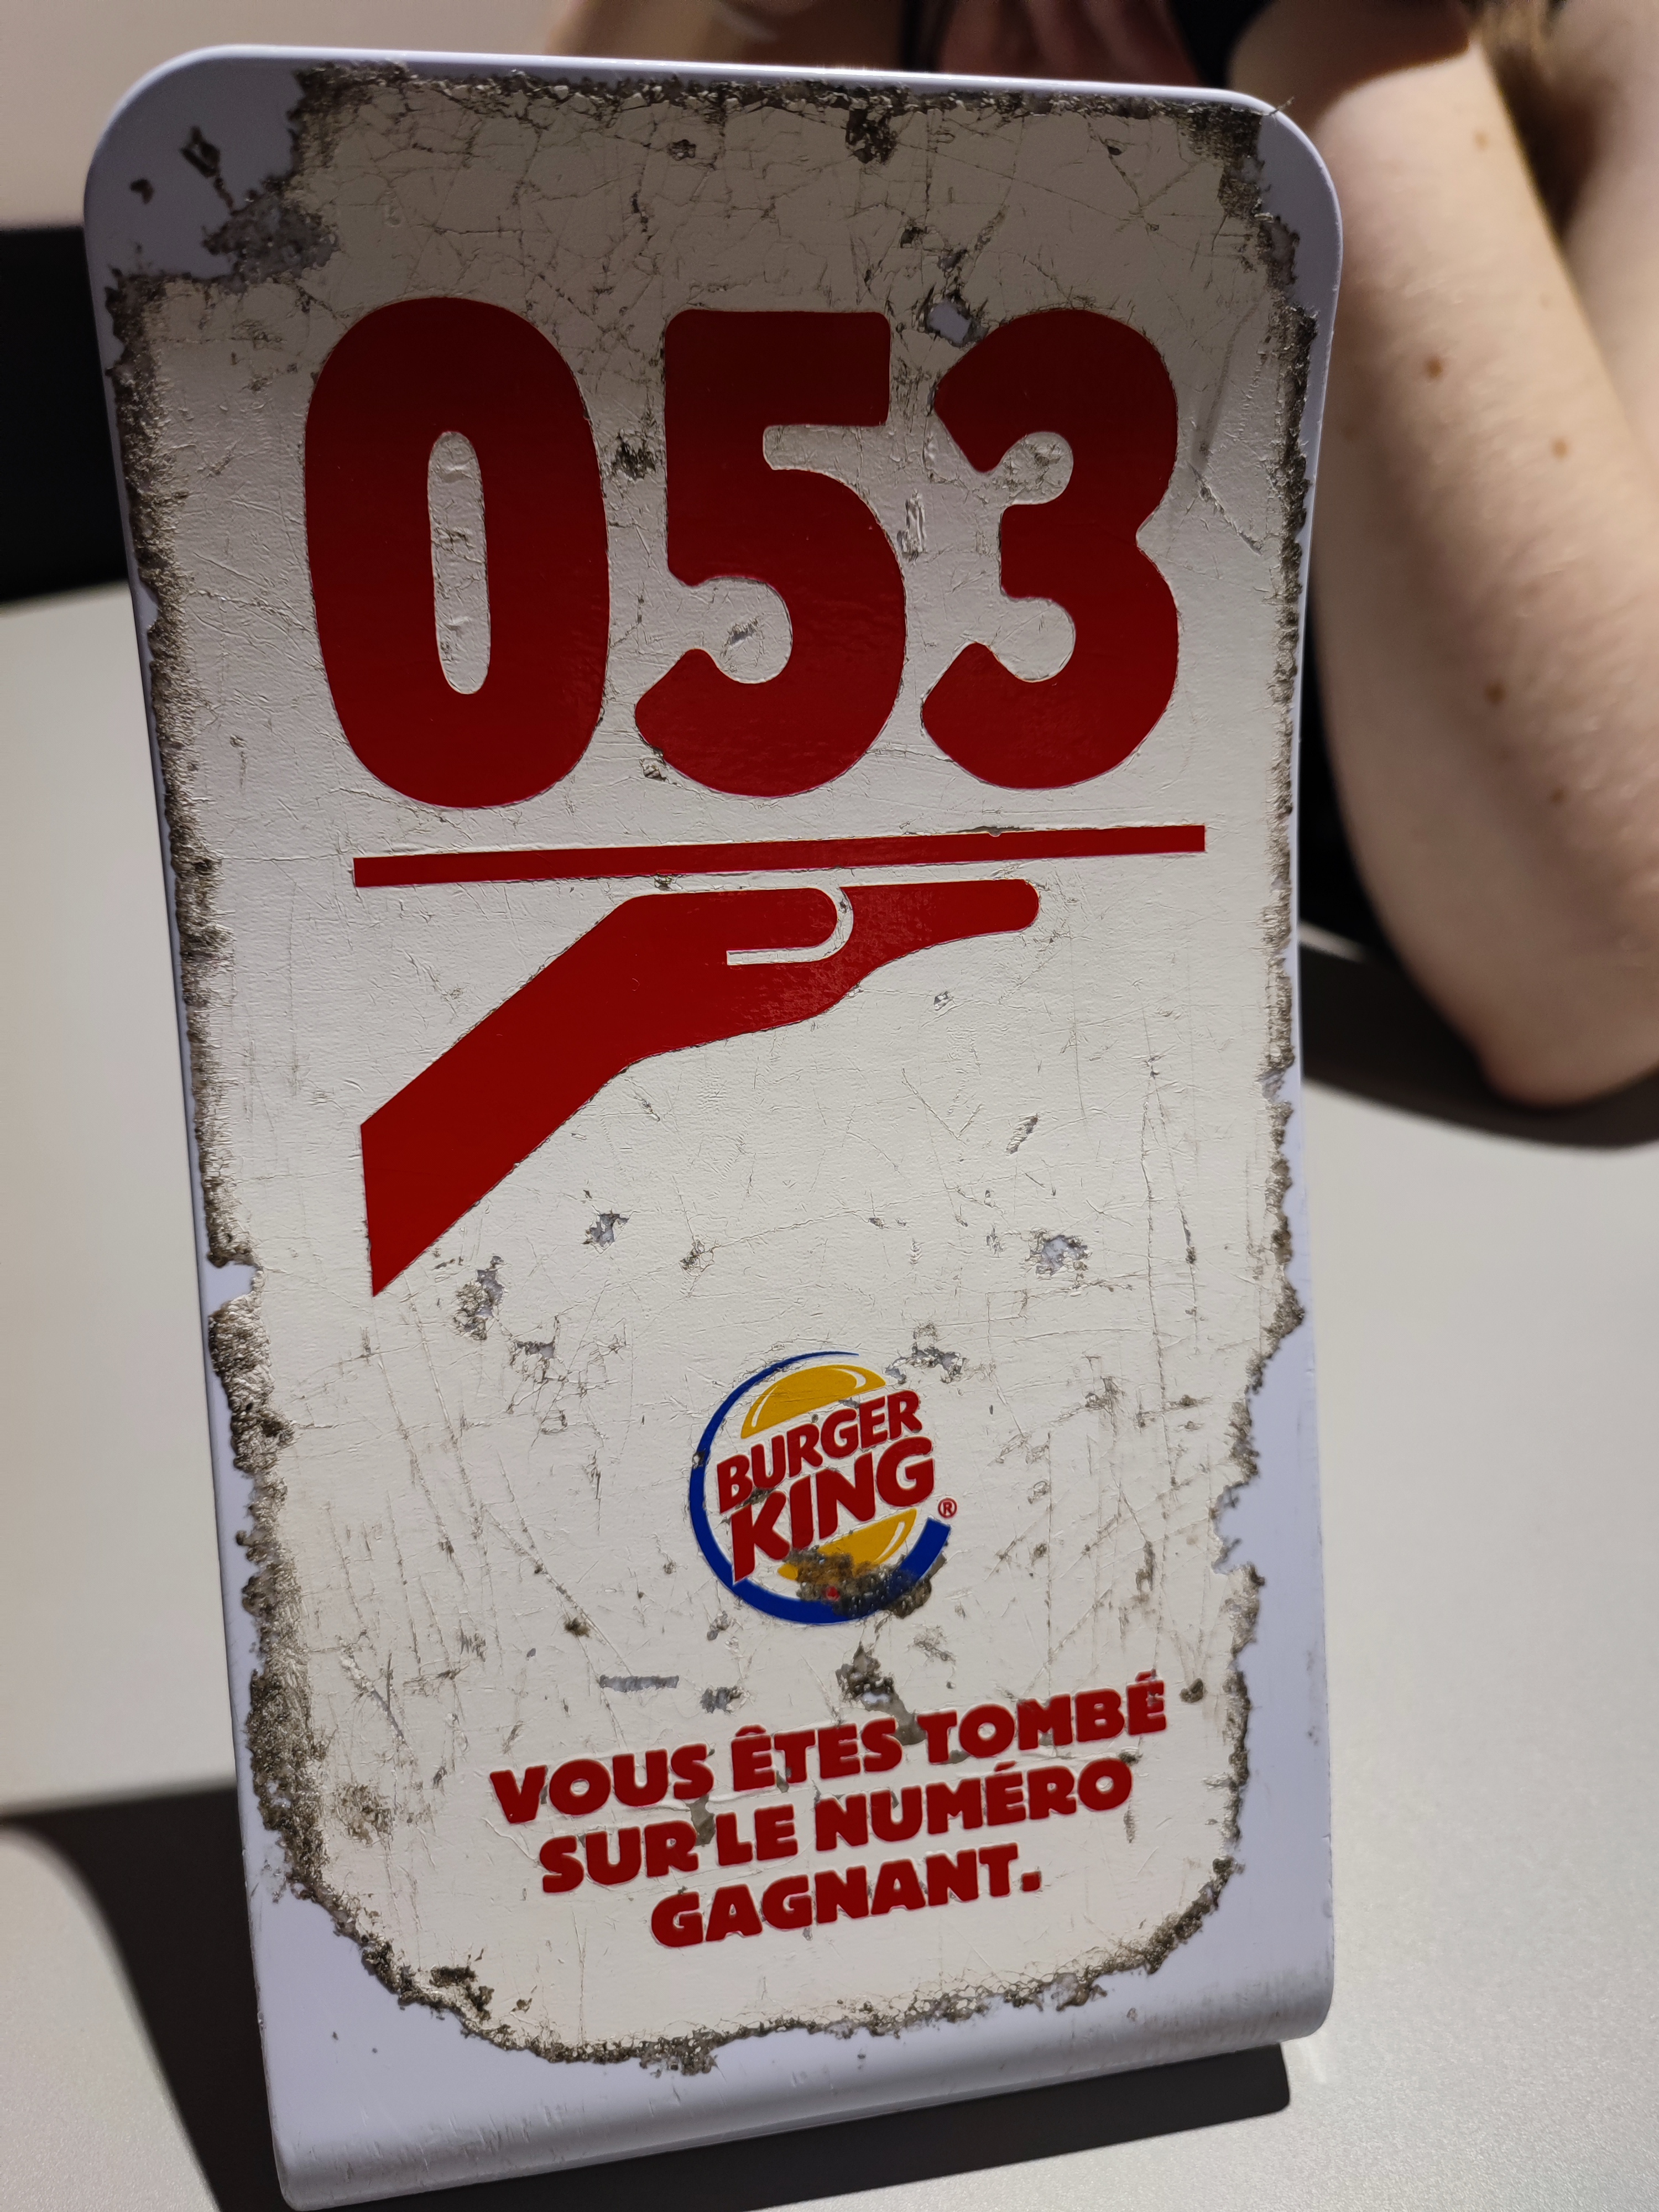 053
BURGER
KING®
VOUS ÊTES TOMBÉ
SUR LE NUMÉRO
GAGNANT.